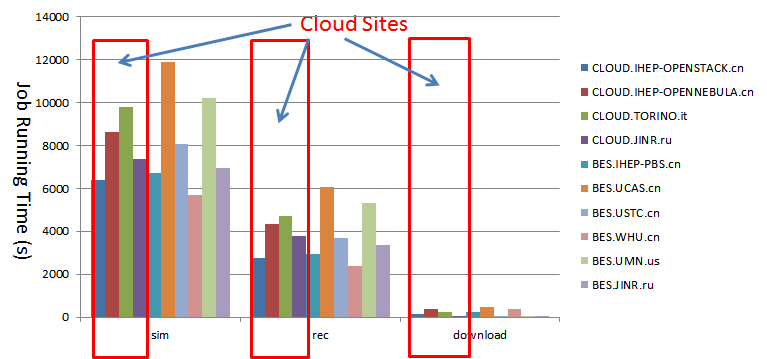 Cloud Sites
Job Running Time (s)
14000
12000
10000
8000
6000
4000
2000
0
sim
rec
download
CLOUD.IHEP-OPENSTACK.cn
CLOUD.IHEP-OPENNEBULA.cn
CLOUD.TORINO.it
CLOUD.JINR.ru
BES.IHEP-PBS.cn
BES.UCAS.cn
BES.USTC.cn
BES.WHU.cn
BES.UMN.us
BES.JINR.ru